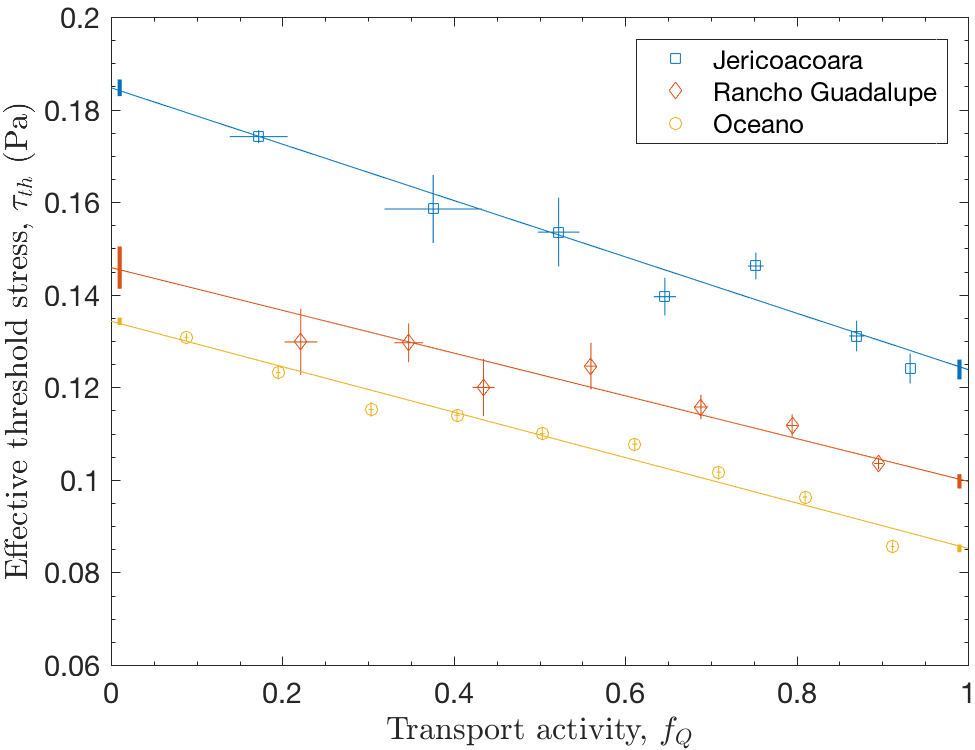 0.2
0.18
0.16
0.14
0.12
0.1
0.08
0.06
Effective threshold stress, τ_th (Pa)
Jericoacoara
Rancho Guadalupe
Oceano
0 0.2 0.4 0.6 0.8 1
Transport activity, f_Q